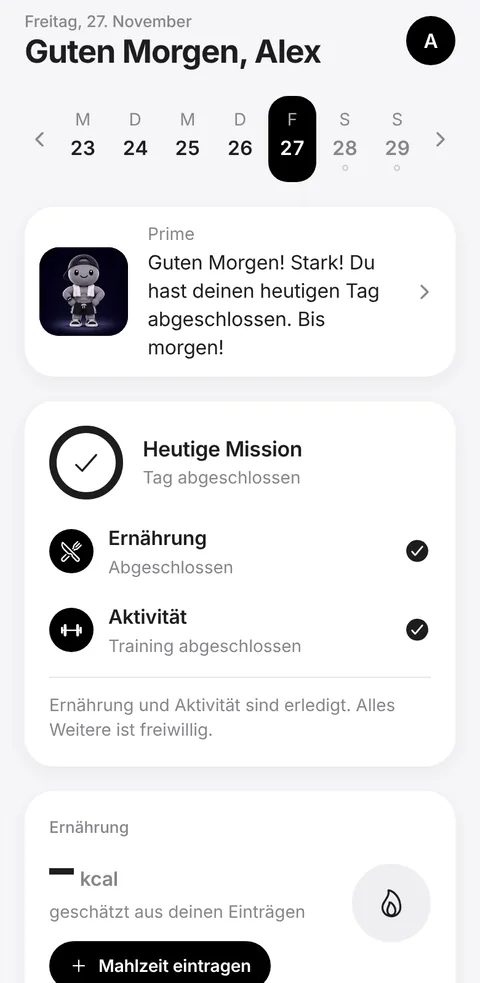 Freitag, 27. November
Guten Morgen, Alex
A
M D M D F S S
23 24 25 26 27 28 29
Prime
Guten Morgen! Stark! Du
hast deinen heutigen Tag
abgeschlossen. Bis
morgen!
Heutige Mission
Tag abgeschlossen
Ernährung
Abgeschlossen
Aktivität
Training abgeschlossen
Ernährung und Aktivität sind erledigt. Alles
Weitere ist freiwillig.
Ernährung
– kcal
geschätzt aus deinen Einträgen
+ Mahlzeit eintragen